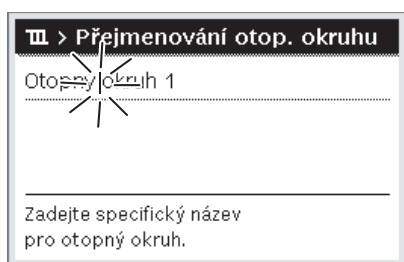 > Přejmenování otop. okruhu
Otopný okruh 1
Zadejte specifický název
pro otopný okruh.